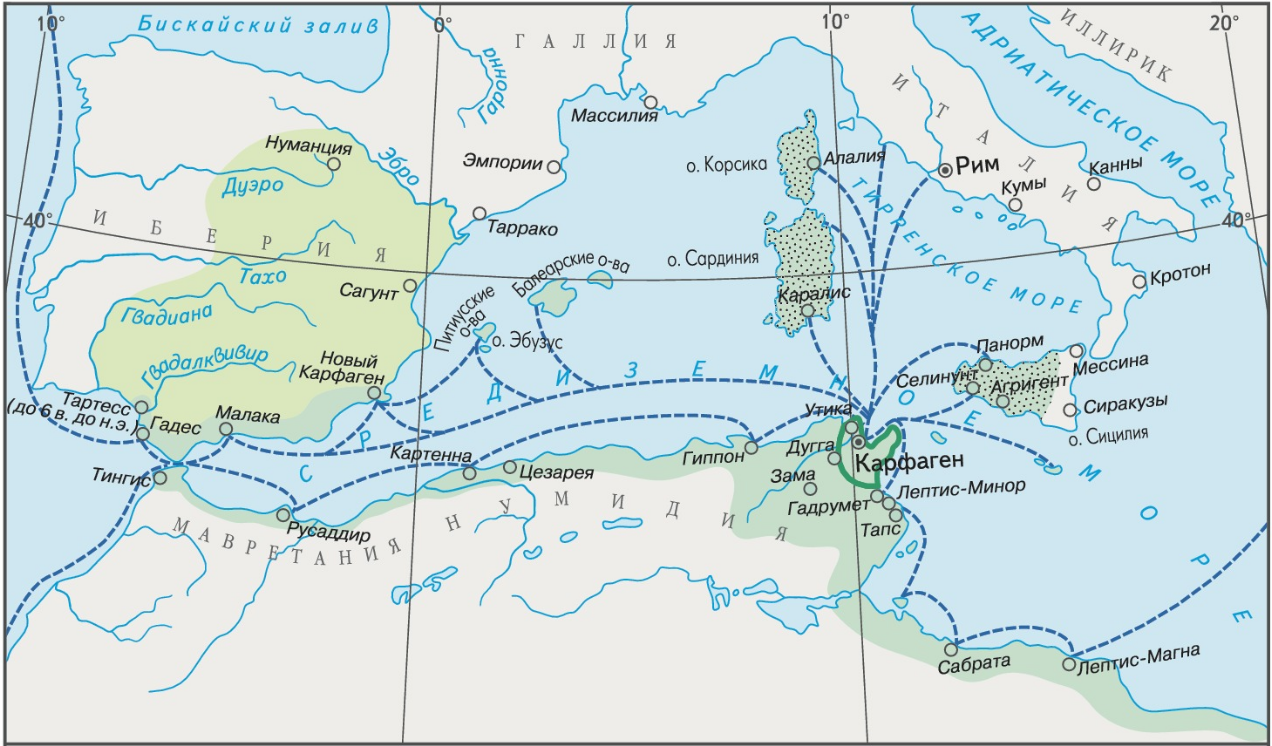 10°
Бискайский залив
0°
ГАЛЛИЯ
10°
20°
ИЛЛИРИК
АДРИАТИЧЕСКОЕ МОРЕ
ИТАЛИЯ
Гаронна
Массилия
Нуманция
Эбро
Эмпории
о. Корсика
Алалия
Рим
Канны
Кумы
Дуэро
40°
ИБЕРИЯ
Таррако
ТИРРЕНСКОЕ МОРЕ
40°
Тахо
Сагунт
Балеарские о-ва
о. Сардиния
Кротон
Гвадиана
Питиусские
о-ва
о. Эбузус
Каралис
Гвадалквивир
Новый
Карфаген
Панорм
Мессина
Селинунт
Агригент
Сиракузы
о. Сицилия
СРЕДИЗЕМНОЕ МОРЕ
Тартесс
(до 6 в. до н.э.)
Гадес
Малака
Утика
Дугга
Карфаген
Картенна
Цезарея
Гиппон
Тингис
Зама
Лептис-Минор
Гадрумет
Тапс
Русаддир
МАВРЕТАНИЯ
НУМИДИЯ
Сабрата
Лептис-Магна